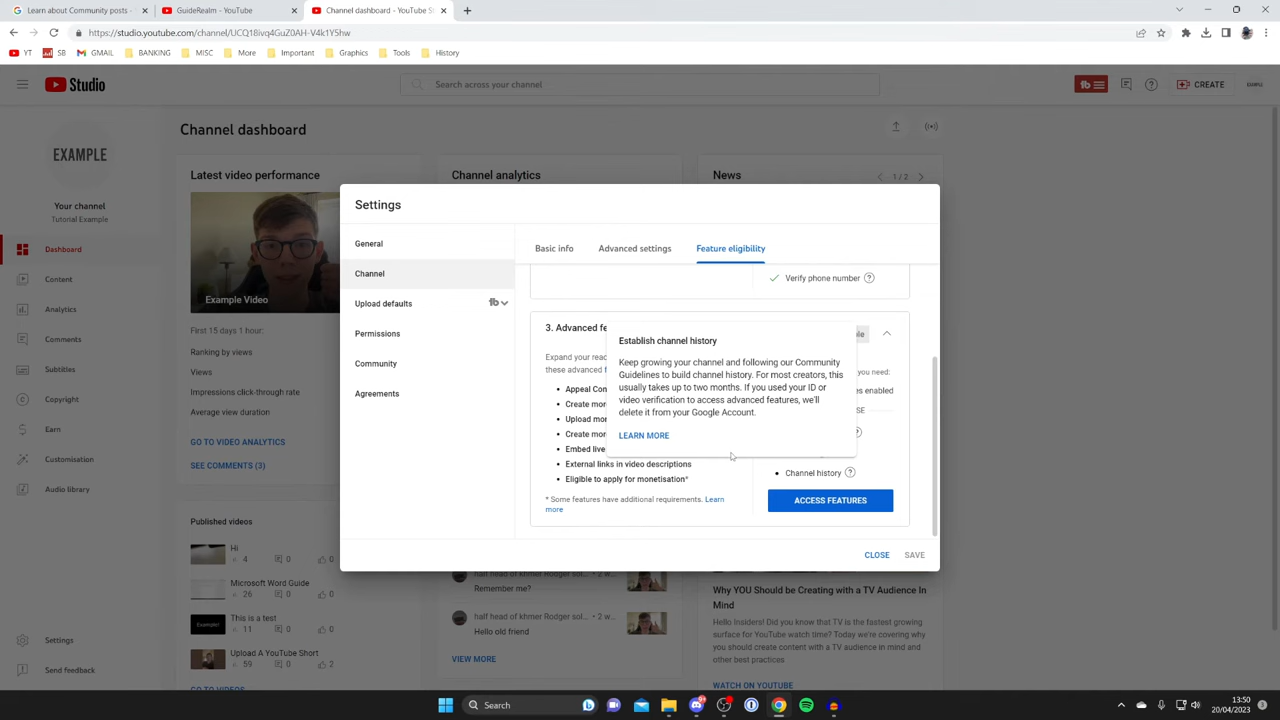 Learn about Community posts -
GuideRealm - YouTube
Channel dashboard - YouTube S
https://studio.youtube.com/channel/UCQ18ivq4GuZ0AH-V4k1Y5hw
YT
SB
GMAIL
BANKING
MISC
More
Important
Graphics
Tools
History
Studio
Search across your channel
CREATE
EXAMPLE
EXAMPLE
Your channel
Tutorial Example
Dashboard
Content
Analytics
Comments
Subtitles
Copyright
Earn
Customisation
Audio library
Settings
Send feedback
Channel dashboard
Latest video performance
Example Video
First 15 days 1 hour:
Ranking by views
Views
Impressions click-through rate
Average view duration
GO TO VIDEO ANALYTICS
SEE COMMENTS (3)
Published videos
Hi
4 0 0
Microsoft Word Guide
26 0 0
This is a test
11 0 0
Upload A YouTube Short
59 0 2
GO TO VIDEOS
Channel analytics
News
1 / 2
Settings
General
Channel
Upload defaults
Permissions
Community
Agreements
Basic info
Advanced settings
Feature eligibility
Verify phone number
3. Advanced fe
Expand your reac
these advanced f
Appeal Con
Create mor
Upload mor
Create mor
Embed live
External links in video descriptions
Eligible to apply for monetisation*
* Some features have additional requirements. Learn
more
Establish channel history
Keep growing your channel and following our Community
Guidelines to build channel history. For most creators, this
usually takes up to two months. If you used your ID or
video verification to access advanced features, we'll
delete it from your Google Account.
LEARN MORE
le
you need:
es enabled
SE
Channel history
ACCESS FEATURES
CLOSE
SAVE
half head of khmer Rodger sol... • 2 w...
Remember me?
half head of khmer Rodger sol... • 2 w...
Hello old friend
VIEW MORE
Why YOU Should be Creating with a TV Audience In
Mind
Hello Insiders! Did you know that TV is the fastest growing
surface for YouTube watch time? Today we're covering why
you should create content with a TV audience in mind and
other best practices
WATCH ON YOUTUBE
Search
13:50
20/04/2023